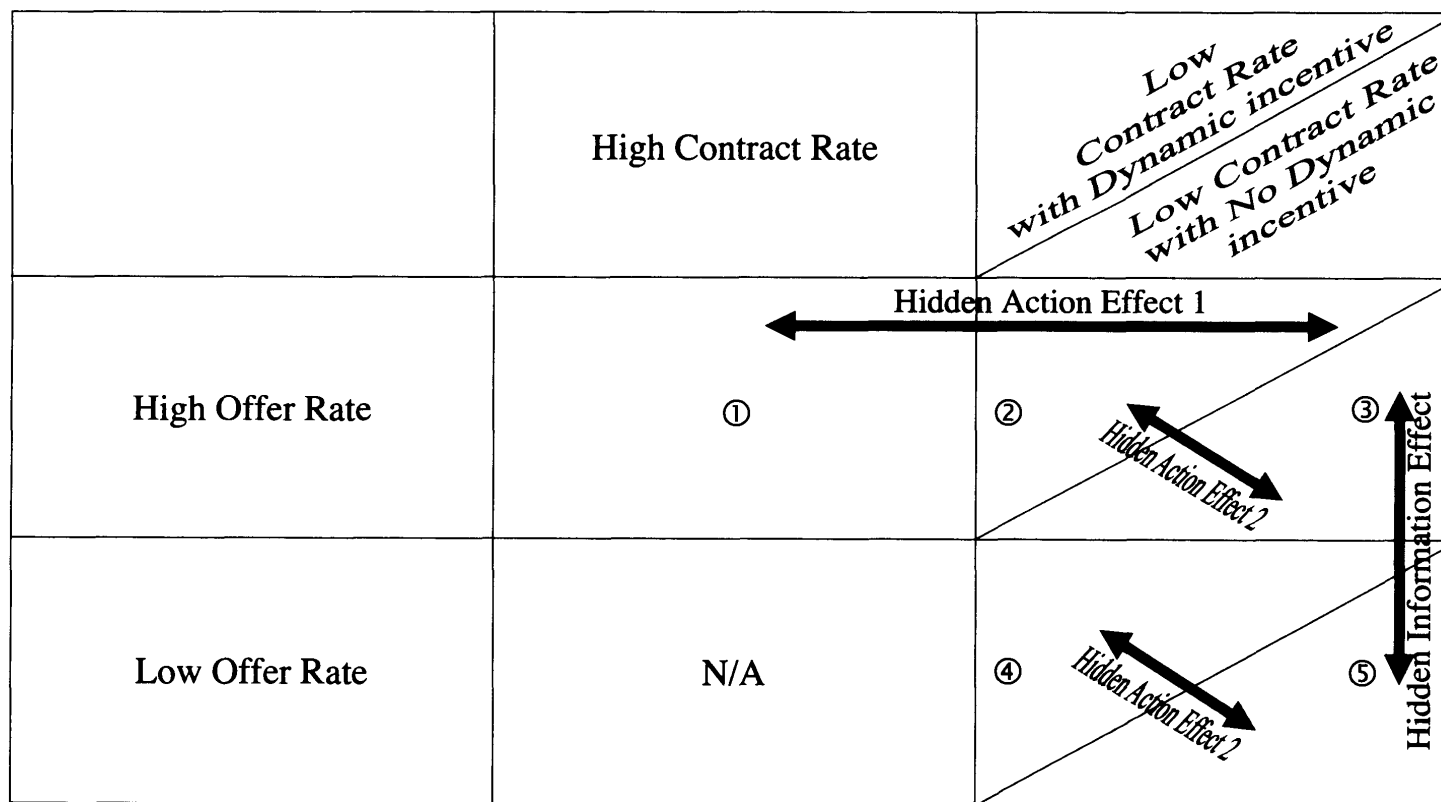 High Contract Rate
Low
Contract Rate
with Dynamic incentive
Low Contract Rate
with No Dynamic
incentive
Hidden Action Effect 1
High Offer Rate
①
②
③
Hidden Action Effect 2
Hidden Information Effect
Low Offer Rate
N/A
④
⑤
Hidden Action Effect 2